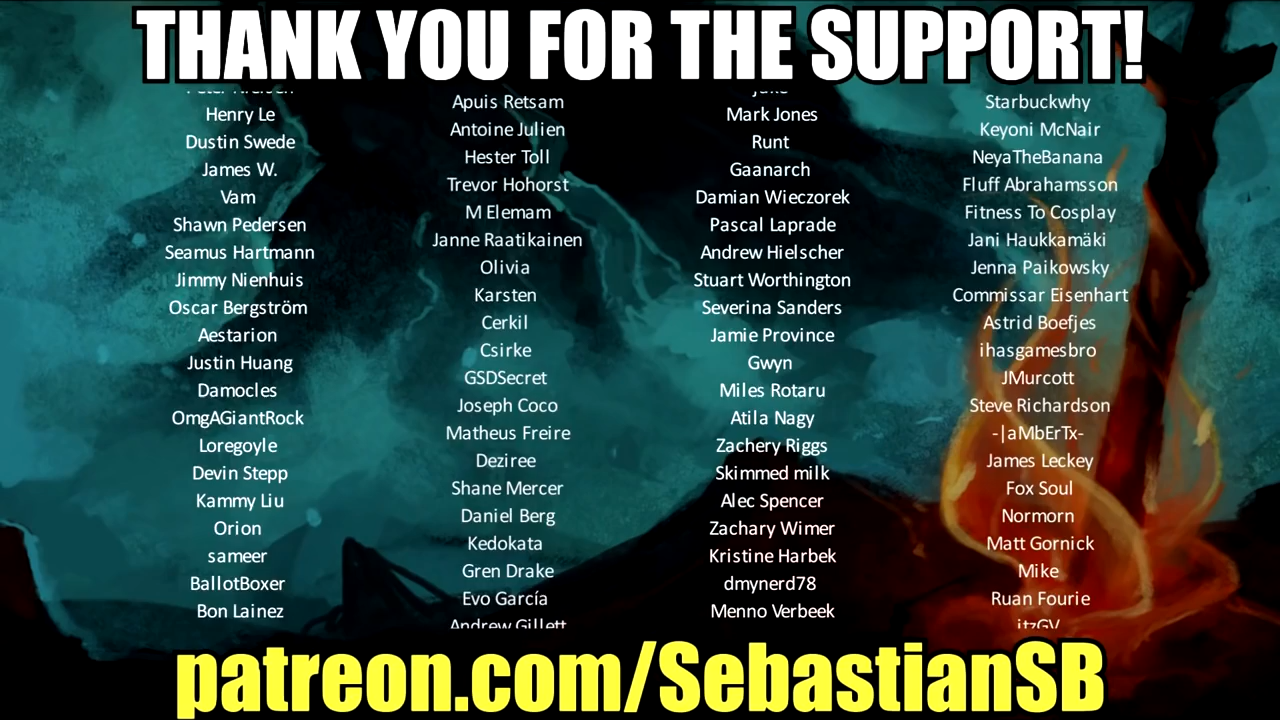 THANK YOU FOR THE SUPPORT!
Henry Le
Dustin Swede
James W.
Vam
Shawn Pedersen
Seamus Hartmann
Jimmy Nienhuis
Oscar Bergström
Aestarion
Justin Huang
Damocles
OmgAGiantRock
Loregoyle
Devin Stepp
Kammy Liu
Orion
sameer
BallotBoxer
Bon Lainez
Apuis Retsam
Antoine Julien
Hester Toll
Trevor Hohorst
M Elemam
Janne Raatikainen
Olivia
Karsten
Cerkil
Csirke
GSDSecret
Joseph Coco
Matheus Freire
Deziree
Shane Mercer
Daniel Berg
Kedokata
Gren Drake
Evo García
Andrew Gillett
Mark Jones
Runt
Gaanarch
Damian Wieczorek
Pascal Laprade
Andrew Hielscher
Stuart Worthington
Severina Sanders
Jamie Province
Gwyn
Miles Rotaru
Atila Nagy
Zachery Riggs
Skimmed milk
Alec Spencer
Zachary Wimer
Kristine Harbek
dmynerd78
Menno Verbeek
Starbuckwhy
Keyoni McNair
NeyaTheBanana
Fluff Abrahamsson
Fitness To Cosplay
Jani Haukkamäki
Jenna Paikowsky
Commissar Eisenhart
Astrid Boefjes
ihasgamesbro
JMurcott
Steve Richardson
-|aMbErTx-
James Leckey
Fox Soul
Normorn
Matt Gornick
Mike
Ruan Fourie
itzGV
patreon.com/SebastianSB